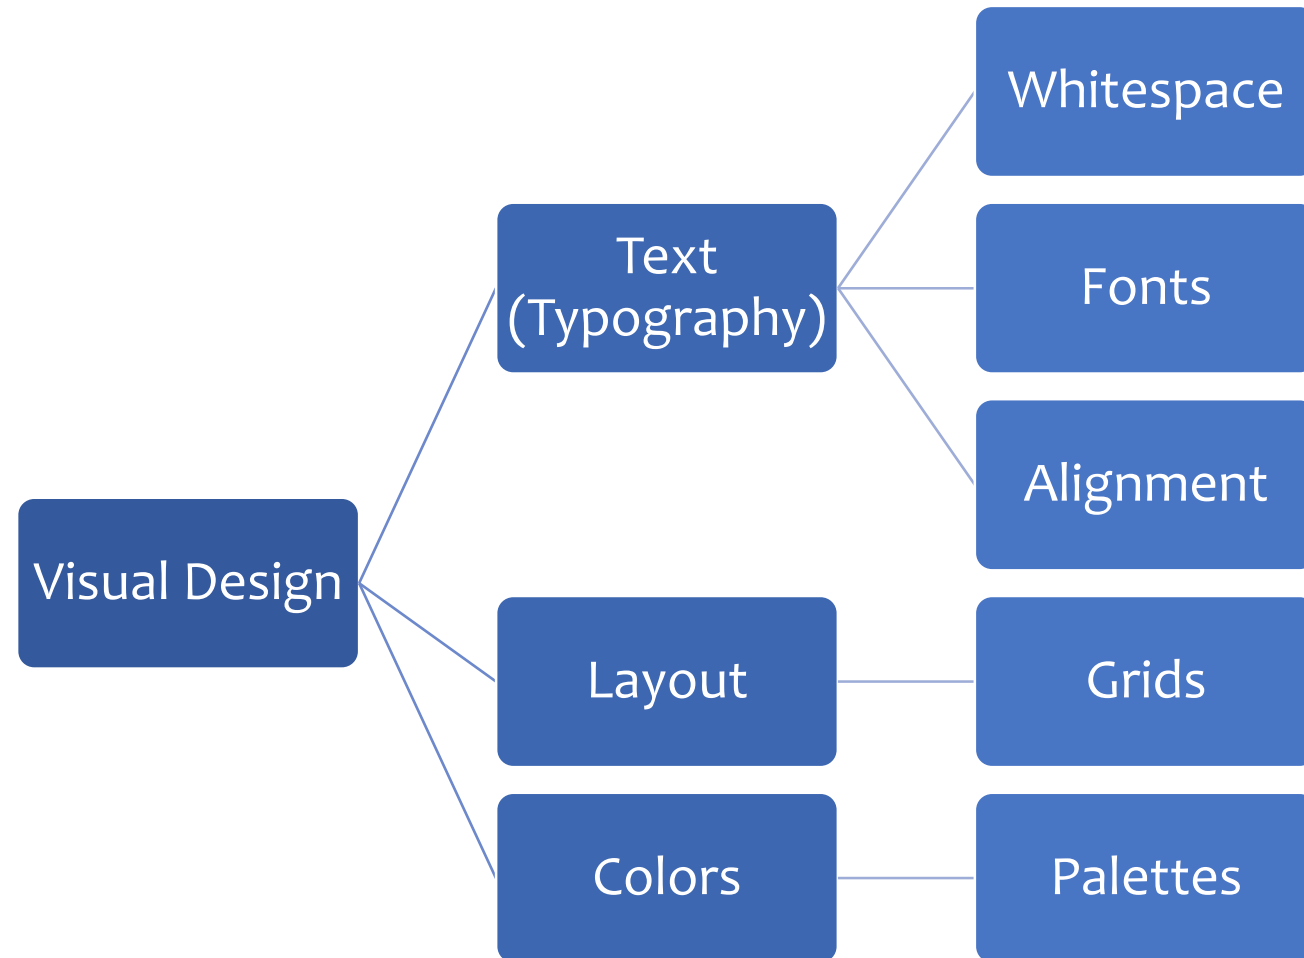 Visual Design
Text
(Typography)
Whitespace
Fonts
Alignment
Layout
Grids
Colors
Palettes